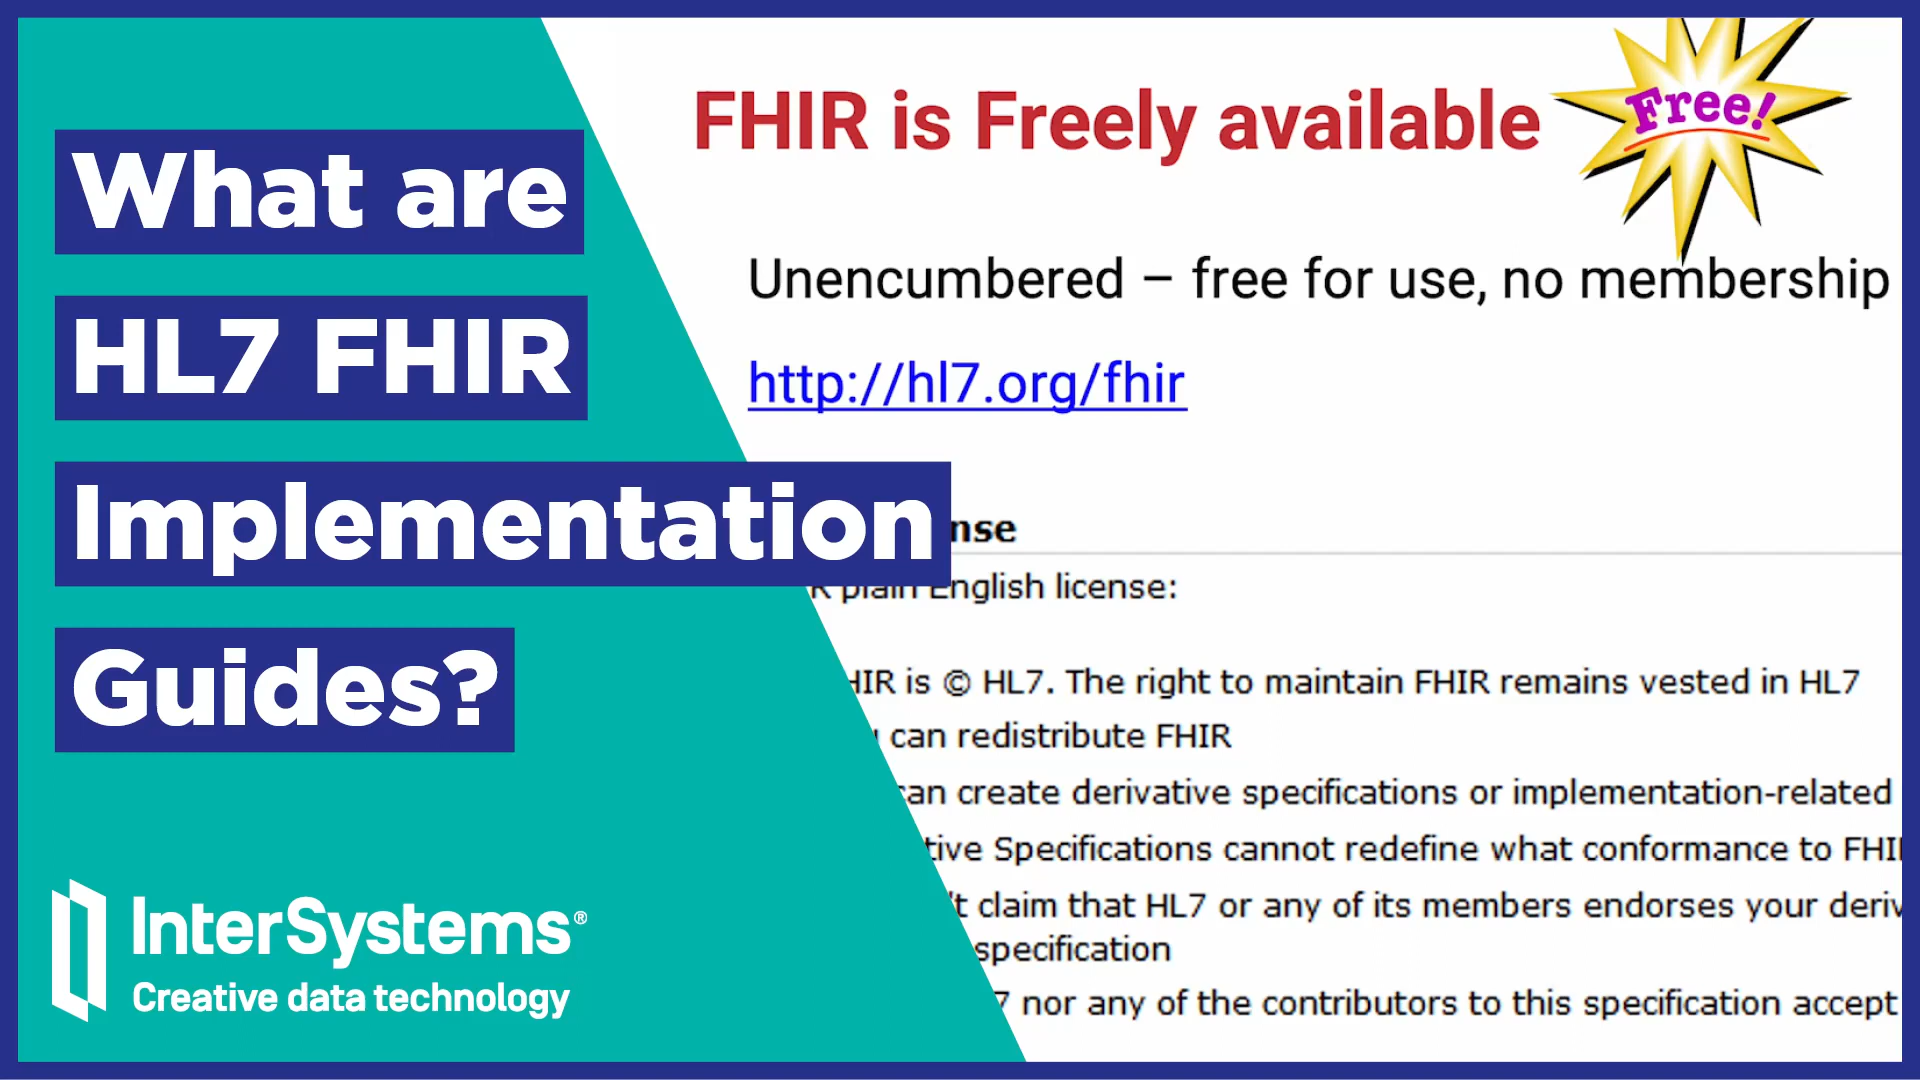 What are
HL7 FHIR
Implementation
Guides?
InterSystems®
Creative data technology
FHIR is Freely available
Free!
Unencumbered – free for use, no membership
http://hl7.org/fhir
plain English license:
is © HL7. The right to maintain FHIR remains vested in HL7
can redistribute FHIR
can create derivative specifications or implementation-related
Specifications cannot redefine what conformance to
claim that HL7 or any of its members endorses your
specification
nor any of the contributors to this specification accept